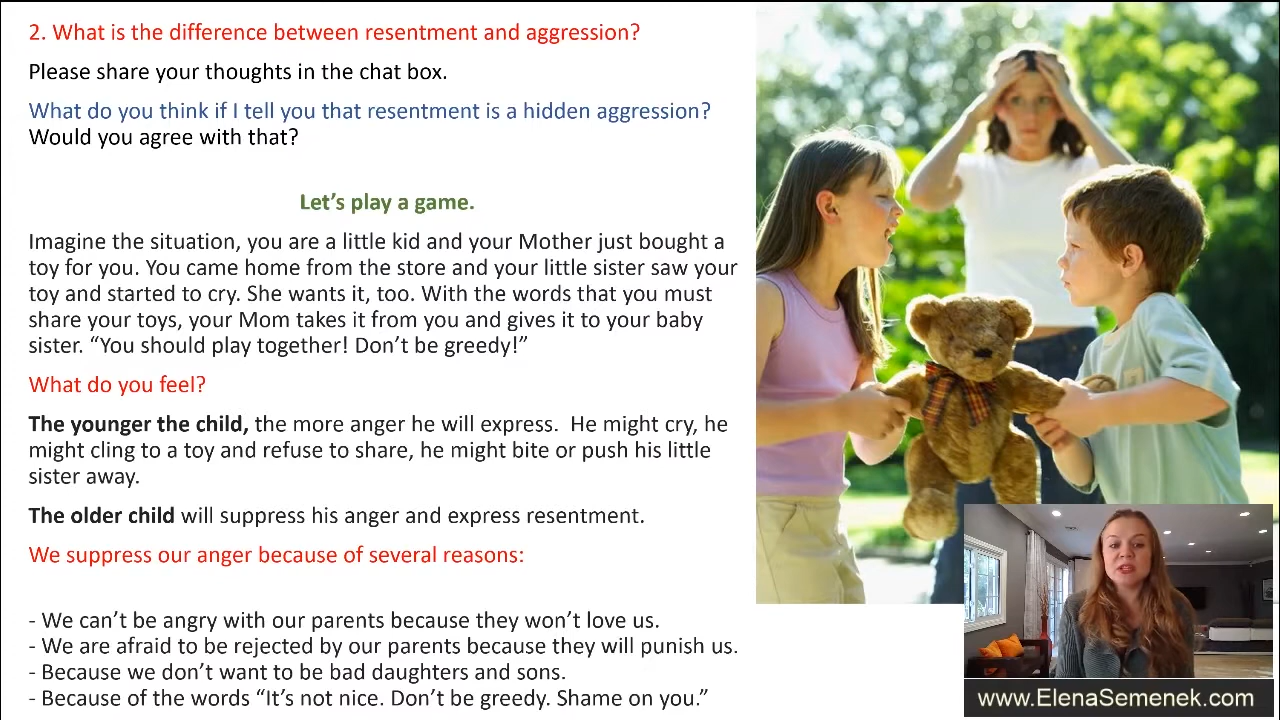 2. What is the difference between resentment and aggression?
Please share your thoughts in the chat box.
What do you think if I tell you that resentment is a hidden aggression?
Would you agree with that?
Let’s play a game.
Imagine the situation, you are a little kid and your Mother just bought a
toy for you. You came home from the store and your little sister saw your
toy and started to cry. She wants it, too. With the words that you must
share your toys, your Mom takes it from you and gives it to your baby
sister. “You should play together! Don’t be greedy!”
What do you feel?
The younger the child, the more anger he will express.  He might cry, he
might cling to a toy and refuse to share, he might bite or push his little
sister away.
The older child will suppress his anger and express resentment.
We suppress our anger because of several reasons:
- We can’t be angry with our parents because they won’t love us.
- We are afraid to be rejected by our parents because they will punish us.
- Because we don’t want to be bad daughters and sons.
- Because of the words “It’s not nice. Don’t be greedy. Shame on you.”
www.ElenaSemenek.com